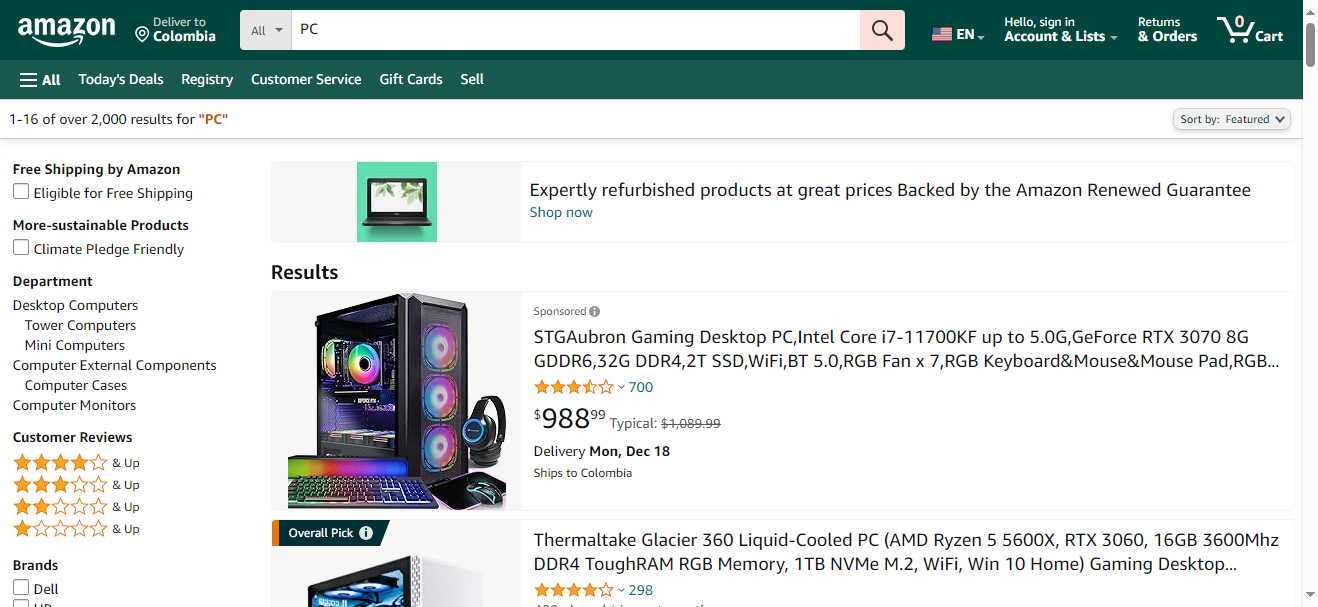 amazon
Deliver to
Colombia
All
PC
EN
Hello, sign in
Account & Lists
Returns
& Orders
0
Cart
All
Today's Deals
Registry
Customer Service
Gift Cards
Sell
1-16 of over 2,000 results for "PC"
Sort by: Featured
Free Shipping by Amazon
Eligible for Free Shipping
More-sustainable Products
Climate Pledge Friendly
Department
Desktop Computers
Tower Computers
Mini Computers
Computer External Components
Computer Cases
Computer Monitors
Customer Reviews
& Up
& Up
& Up
& Up
Brands
Dell
Expertly refurbished products at great prices Backed by the Amazon Renewed Guarantee
Shop now
Results
Sponsored
STGAubron Gaming Desktop PC,Intel Core i7-11700KF up to 5.0G,GeForce RTX 3070 8G
GDDR6,32G DDR4,2T SSD,WiFi,BT 5.0,RGB Fan x 7,RGB Keyboard&Mouse&Mouse Pad,RGB...
700
$988.99 Typical: $1,089.99
Delivery Mon, Dec 18
Ships to Colombia
Overall Pick
Thermaltake Glacier 360 Liquid-Cooled PC (AMD Ryzen 5 5600X, RTX 3060, 16GB 3600Mhz
DDR4 ToughRAM RGB Memory, 1TB NVMe M.2, WiFi, Win 10 Home) Gaming Desktop...
298